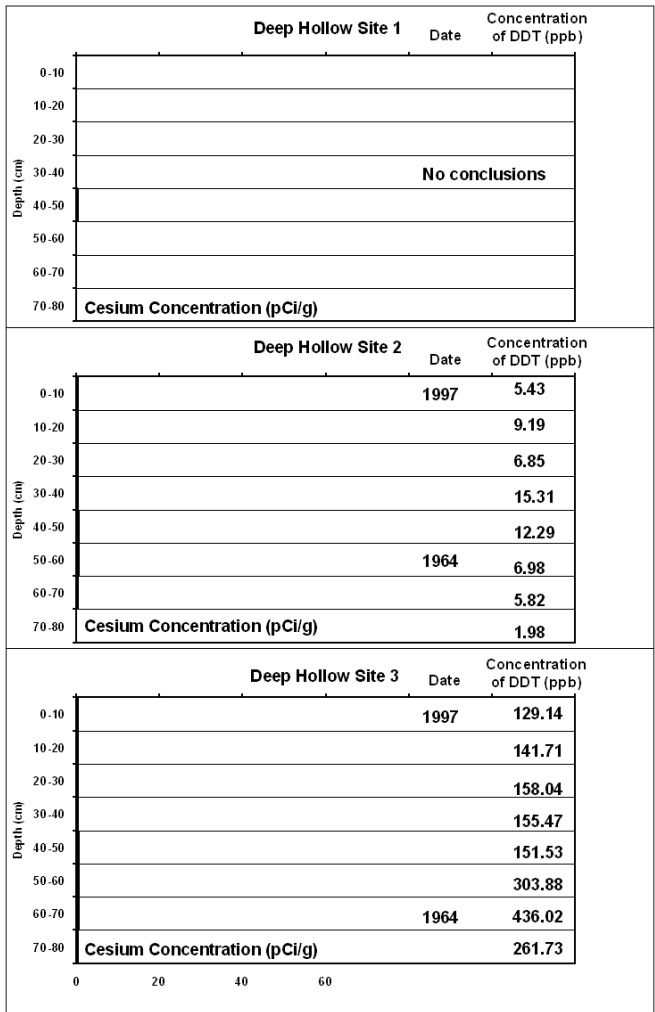 Deep Hollow Site 1
Date
Concentration
of DDT (ppb)
0-10
10-20
20-30
30-40
No conclusions
Depth (cm)
40-50
50-60
60-70
70-80
Cesium Concentration (pCi/g)
Deep Hollow Site 2
Date
Concentration
of DDT (ppb)
0-10 1997 5.43
10-20 9.19
20-30 6.85
30-40 15.31
Depth (cm)
40-50 12.29
50-60 1964 6.98
60-70 5.82
70-80 Cesium Concentration (pCi/g) 1.98
Deep Hollow Site 3
Date
Concentration
of DDT (ppb)
0-10 1997 129.14
10-20 141.71
20-30 158.04
30-40 155.47
Depth (cm)
40-50 151.53
50-60 303.88
60-70 1964 436.02
70-80 Cesium Concentration (pCi/g) 261.73
0 20 40 60